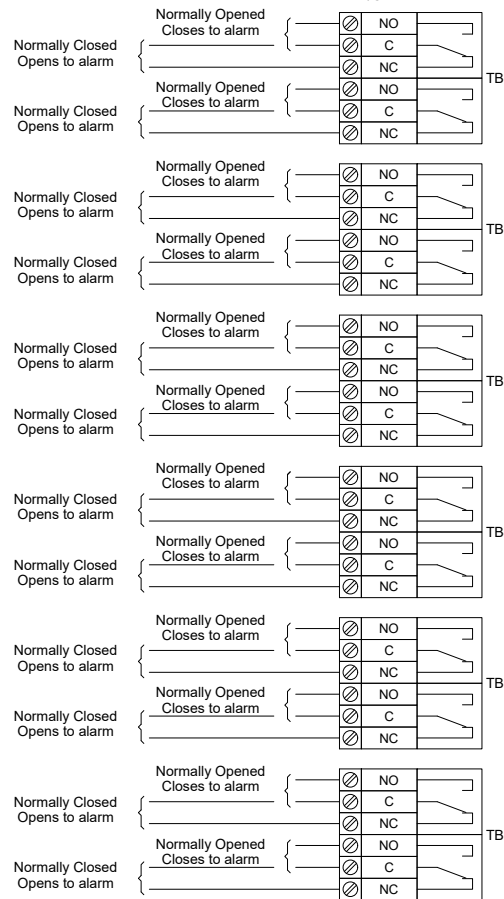 Normally Opened
Closes to alarm
NO
Normally Closed
Opens to alarm
C
NC
TB
Normally Opened
Closes to alarm
NO
Normally Closed
Opens to alarm
C
NC
Normally Opened
Closes to alarm
NO
Normally Closed
Opens to alarm
C
NC
TB
Normally Opened
Closes to alarm
NO
Normally Closed
Opens to alarm
C
NC
Normally Opened
Closes to alarm
NO
Normally Closed
Opens to alarm
C
NC
TB
Normally Opened
Closes to alarm
NO
Normally Closed
Opens to alarm
C
NC
Normally Opened
Closes to alarm
NO
Normally Closed
Opens to alarm
C
NC
TB
Normally Opened
Closes to alarm
NO
Normally Closed
Opens to alarm
C
NC
Normally Opened
Closes to alarm
NO
Normally Closed
Opens to alarm
C
NC
TB
Normally Opened
Closes to alarm
NO
Normally Closed
Opens to alarm
C
NC
Normally Opened
Closes to alarm
NO
Normally Closed
Opens to alarm
C
NC
TB
Normally Opened
Closes to alarm
NO
Normally Closed
Opens to alarm
C
NC